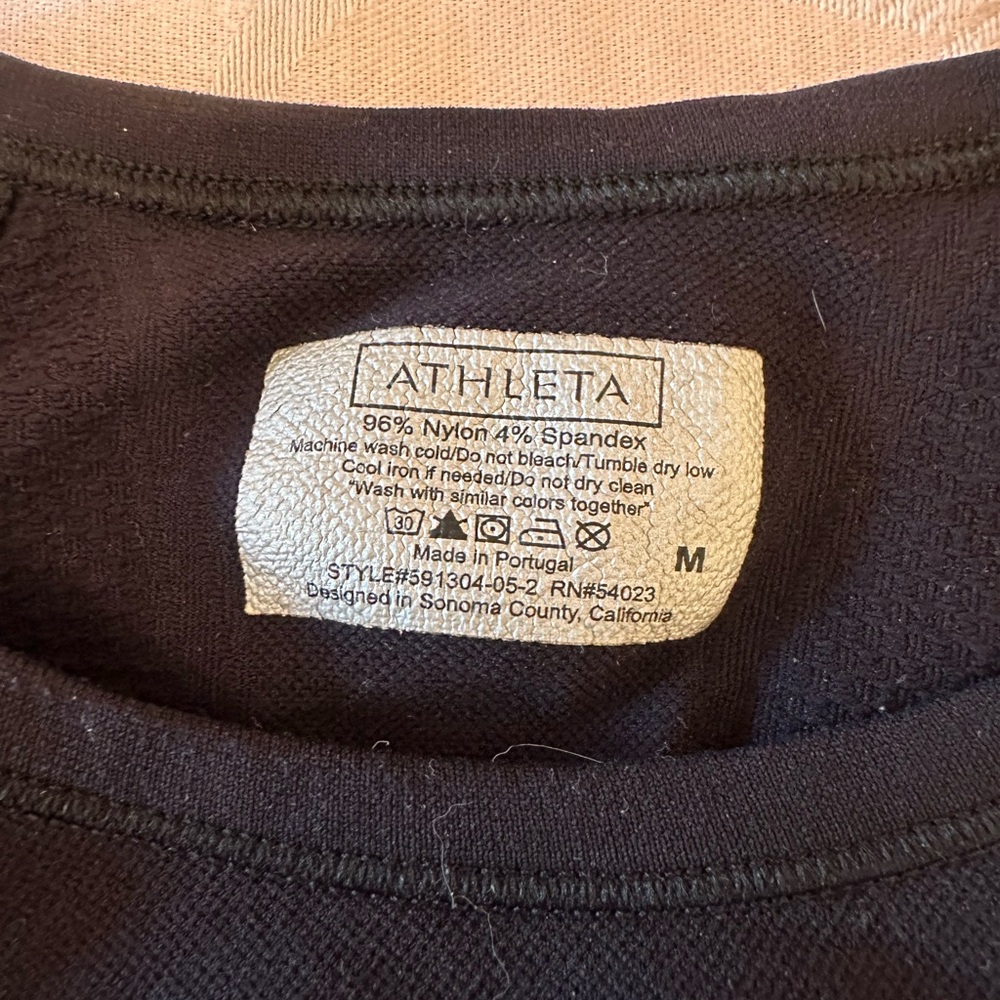 ATHLETA
96% Nylon 4% Spandex
Machine wash cold/Do not bleach/Tumble dry low
Cool iron if needed/Do not dry clean
"Wash with similar colors together"
30
Made in Portugal
M
STYLE#591304-05-2 RN#54023
Designed in Sonoma County, California